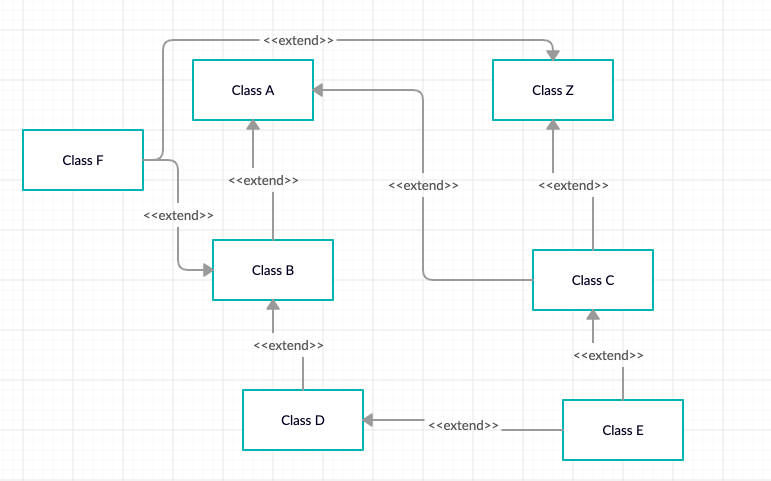 <<extend>>
Class A
Class Z
Class F
<<extend>>
<<extend>>
<<extend>>
<<extend>>
Class B
Class C
<<extend>>
<<extend>>
Class D
<<extend>>
Class E